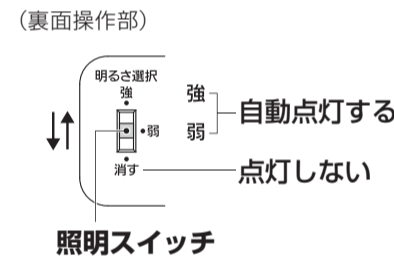 （裏面操作部）
明るさ選択
強
弱
消す
強
弱
自動点灯する
点灯しない
照明スイッチ